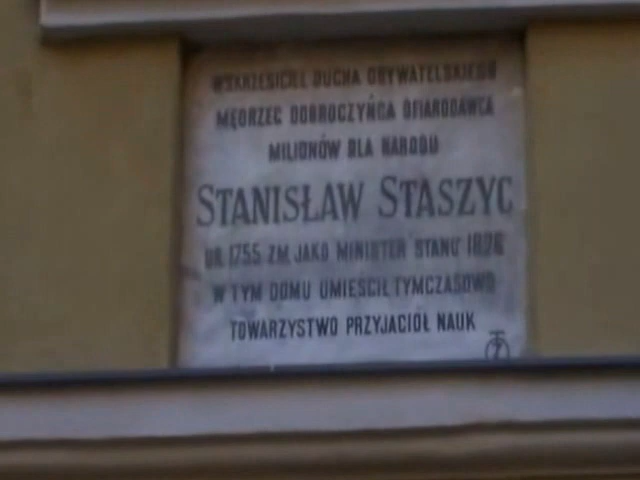 WSKRZESICIEL DUCHA OBYWATELSKIEGO
MĘDRZEC DOBROCZYŃCA OFIARODAWCA
MILIONÓW DLA NARODU
STANISŁAW STASZYC
UR. 1755 ZM. JAKO MINISTER STANU 1826
W TYM DOMU UMIEŚCIŁ TYMCZASOWO
TOWARZYSTWO PRZYJACIÓŁ NAUK